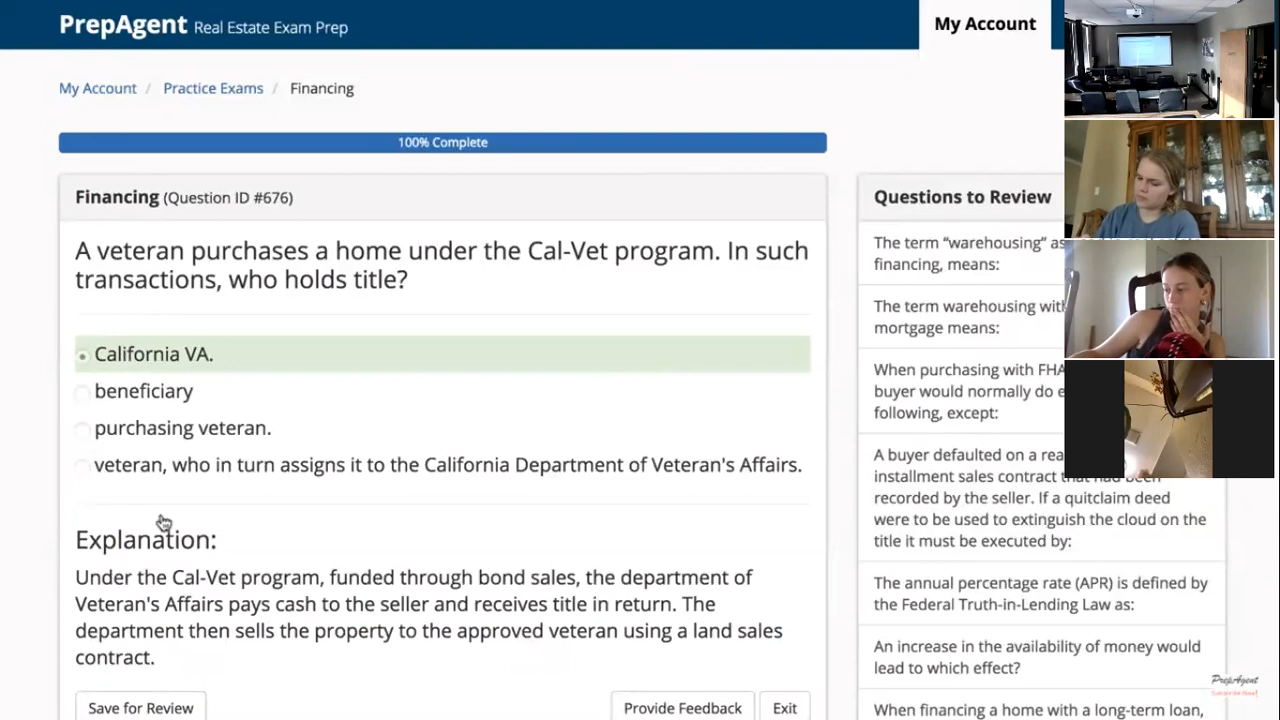 PrepAgent Real Estate Exam Prep
My Account
My Account / Practice Exams / Financing
100% Complete
Financing (Question ID #676)
A veteran purchases a home under the Cal-Vet program. In such
transactions, who holds title?
California VA.
beneficiary
purchasing veteran.
veteran, who in turn assigns it to the California Department of Veteran's Affairs.
Explanation:
Under the Cal-Vet program, funded through bond sales, the department of
Veteran's Affairs pays cash to the seller and receives title in return. The
department then sells the property to the approved veteran using a land sales
contract.
Save for Review
Provide Feedback
Exit
Questions to Review
The term “warehousing” as
financing, means:
The term warehousing with
mortgage means:
When purchasing with FHA
buyer would normally do
following, except:
A buyer defaulted on a
installment sales contract that had been
recorded by the seller. If a quitclaim deed
were to be used to extinguish the cloud on the
title it must be executed by:
The annual percentage rate (APR) is defined by
the Federal Truth-in-Lending Law as:
An increase in the availability of money would
lead to which effect?
When financing a home with a long-term loan,
PrepAgent